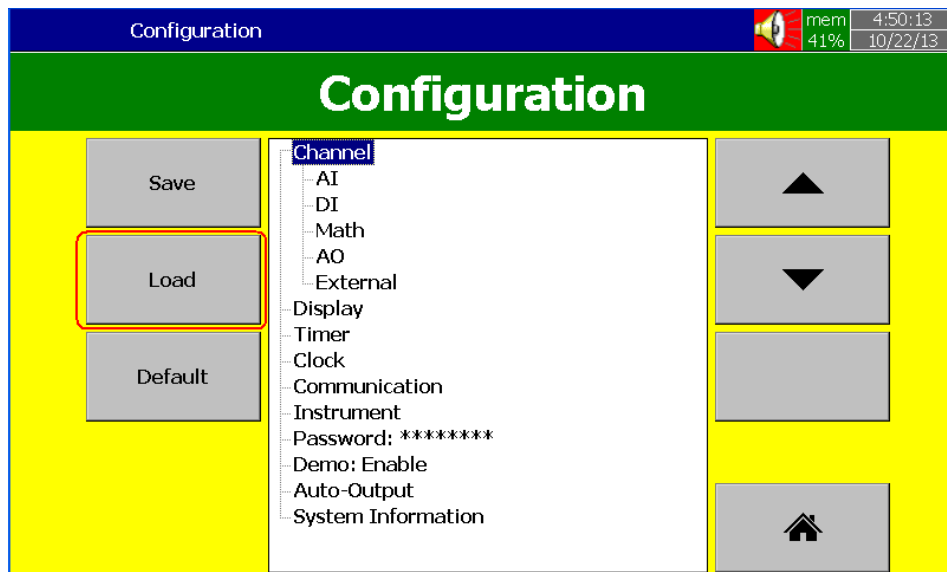 Configuration
mem 4:50:13
41% 10/22/13
Configuration
Save
Load
Default
Channel
AI
DI
Math
AO
External
Display
Timer
Clock
Communication
Instrument
Password: ********
Demo: Enable
Auto-Output
System Information